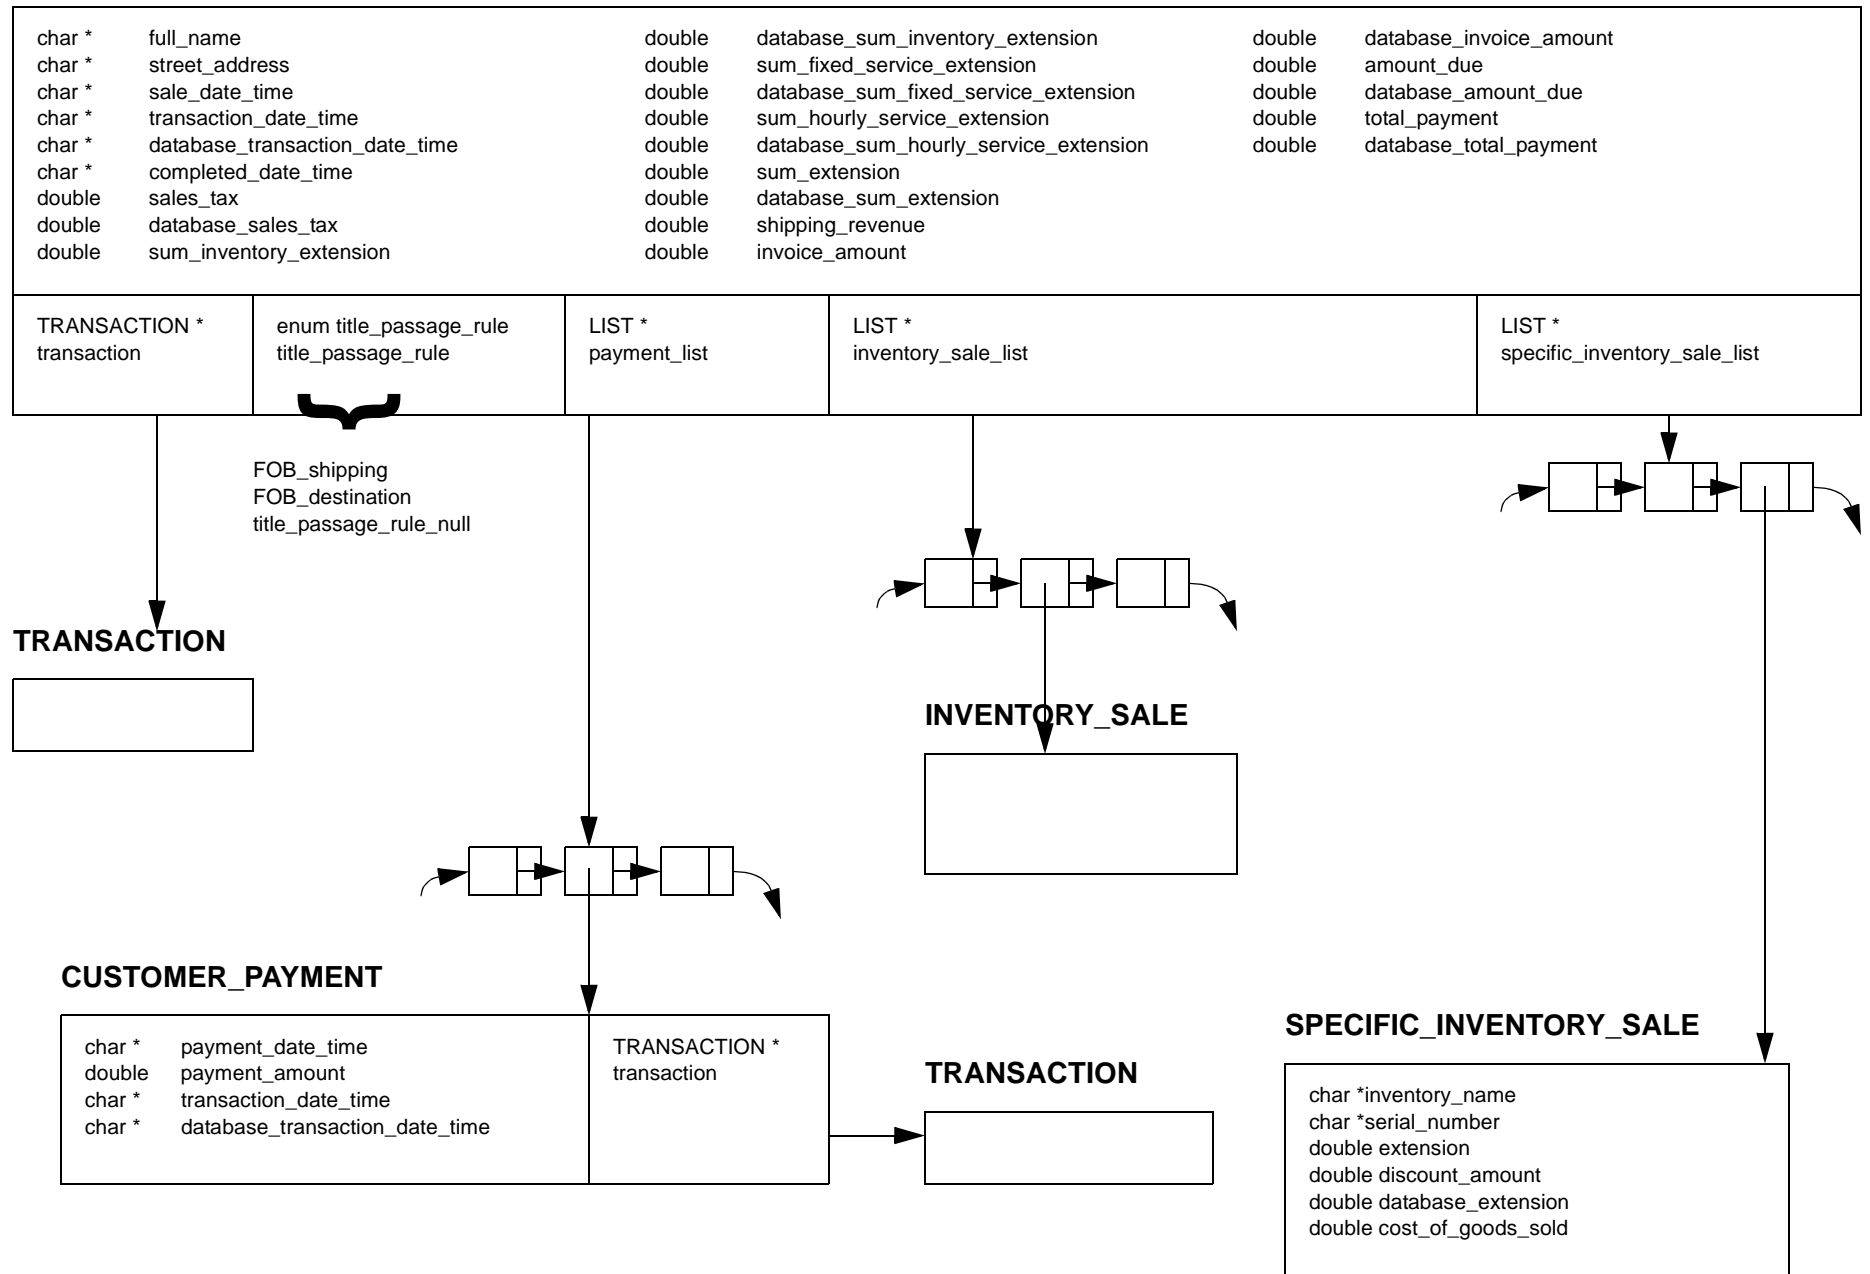 char * full_name
char * street_address
char * sale_date_time
char * transaction_date_time
char * database_transaction_date_time
char * completed_date_time
double sales_tax
double database_sales_tax
double sum_inventory_extension
double database_sum_inventory_extension
double sum_fixed_service_extension
double database_sum_fixed_service_extension
double sum_hourly_service_extension
double database_sum_hourly_service_extension
double sum_extension
double database_sum_extension
double shipping_revenue
double invoice_amount
double database_invoice_amount
double amount_due
double database_amount_due
double total_payment
double database_total_payment
TRANSACTION *
transaction
enum title_passage_rule
title_passage_rule
LIST *
payment_list
LIST *
inventory_sale_list
LIST *
specific_inventory_sale_list
FOB_shipping
FOB_destination
title_passage_rule_null
TRANSACTION
INVENTORY_SALE
CUSTOMER_PAYMENT
char * payment_date_time
double payment_amount
char * transaction_date_time
char * database_transaction_date_time
TRANSACTION *
transaction
TRANSACTION
SPECIFIC_INVENTORY_SALE
char *inventory_name
char *serial_number
double extension
double discount_amount
double database_extension
double cost_of_goods_sold